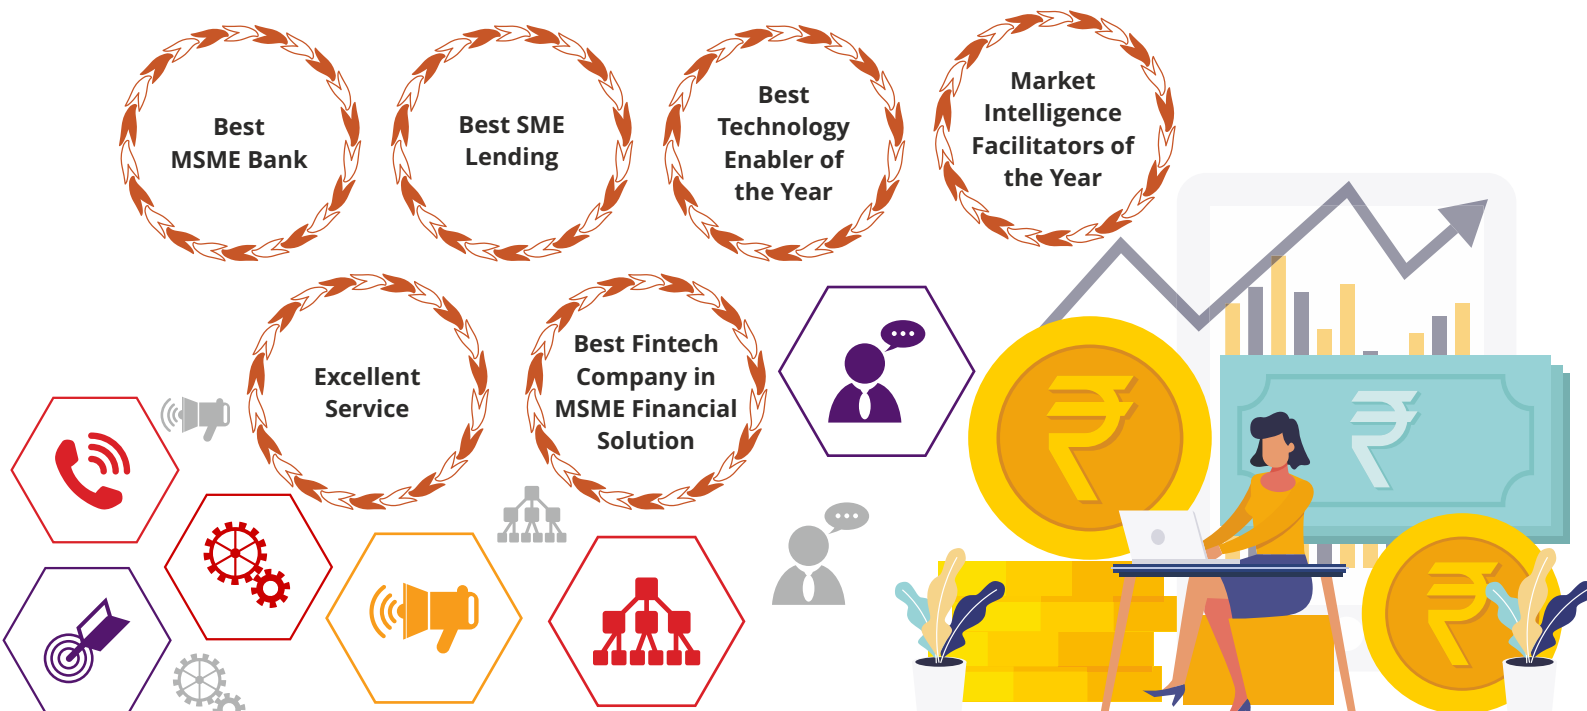 Best
MSME Bank
Best SME
Lending
Best
Technology
Enabler of
the Year
Market
Intelligence
Facilitators of
the Year
Excellent
Service
Best Fintech
Company in
MSME Financial
Solution
₹
₹
₹